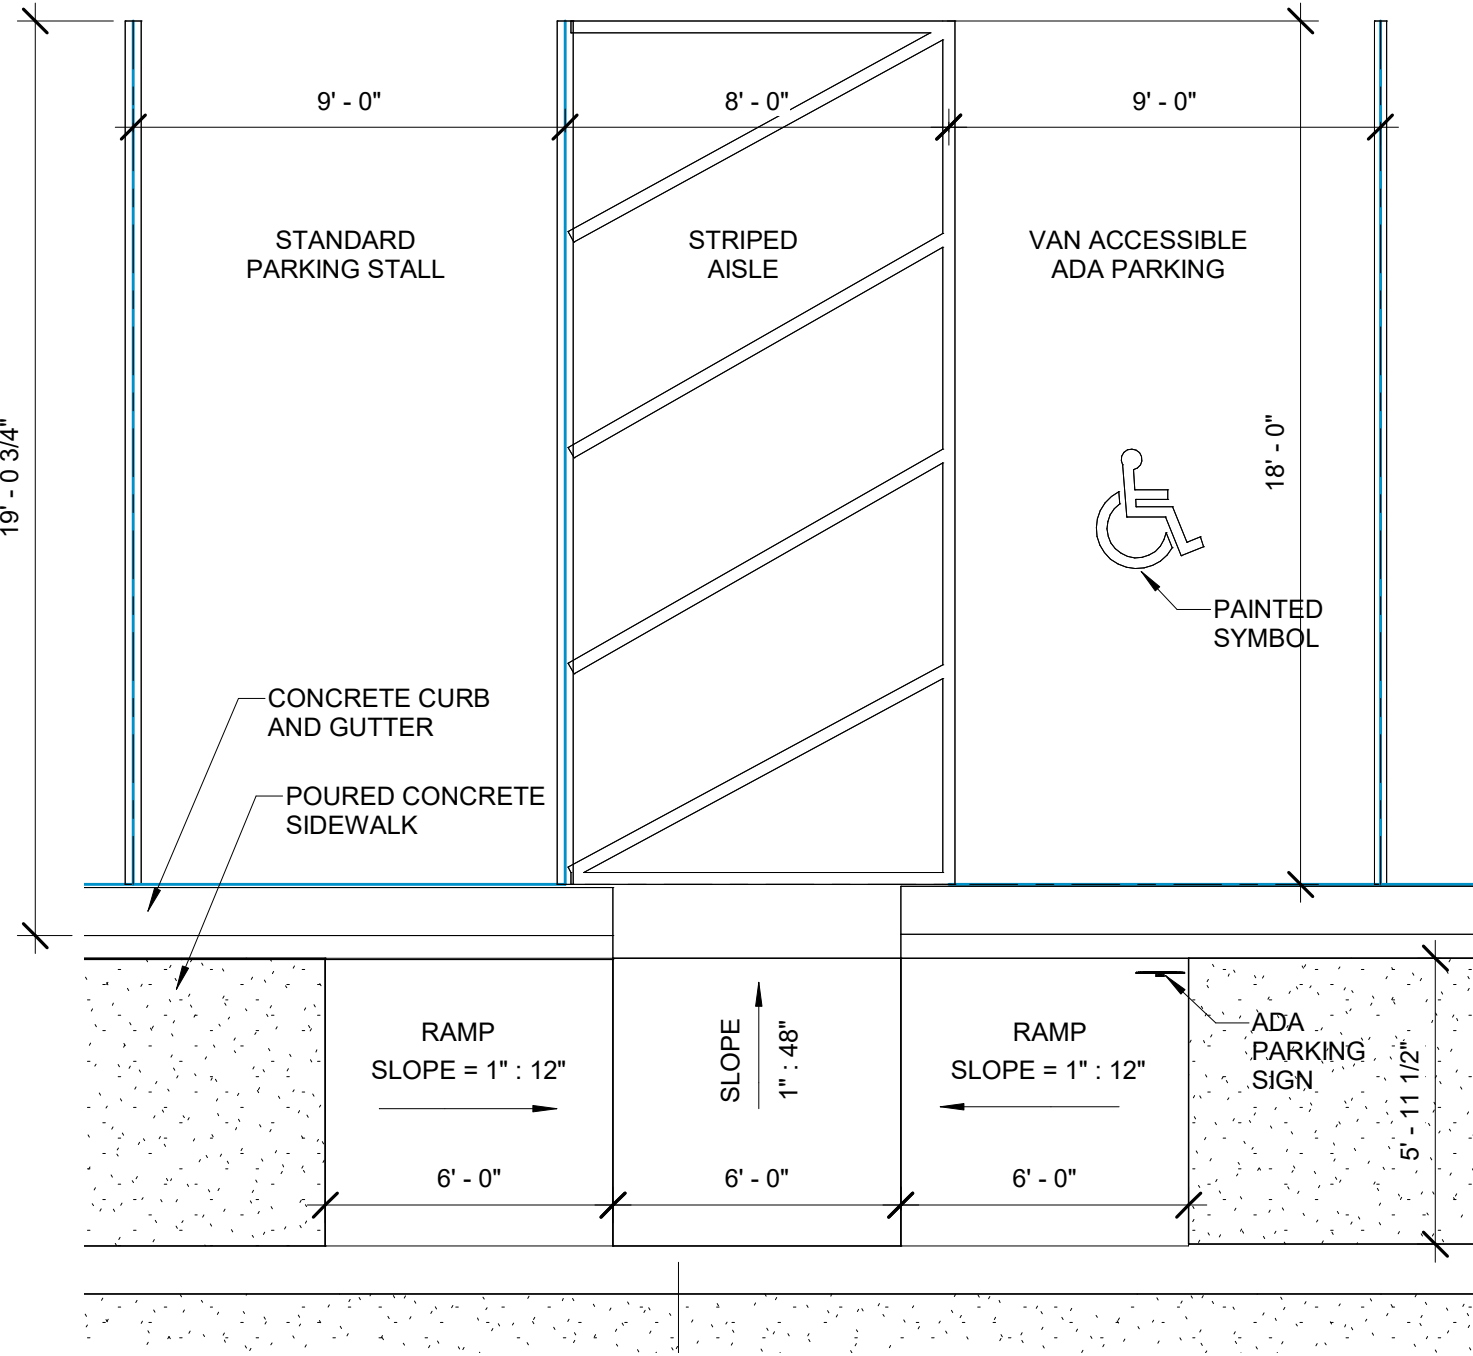 9' - 0"
8' - 0"
9' - 0"
STANDARD
PARKING STALL
STRIPED
AISLE
VAN ACCESSIBLE
ADA PARKING
19' - 0 3/4"
18' - 0"
PAINTED
SYMBOL
CONCRETE CURB
AND GUTTER
POURED CONCRETE
SIDEWALK
RAMP
SLOPE = 1" : 12"
SLOPE
1" : 48"
RAMP
SLOPE = 1" : 12"
ADA
PARKING
SIGN
5' - 11 1/2"
6' - 0"
6' - 0"
6' - 0"